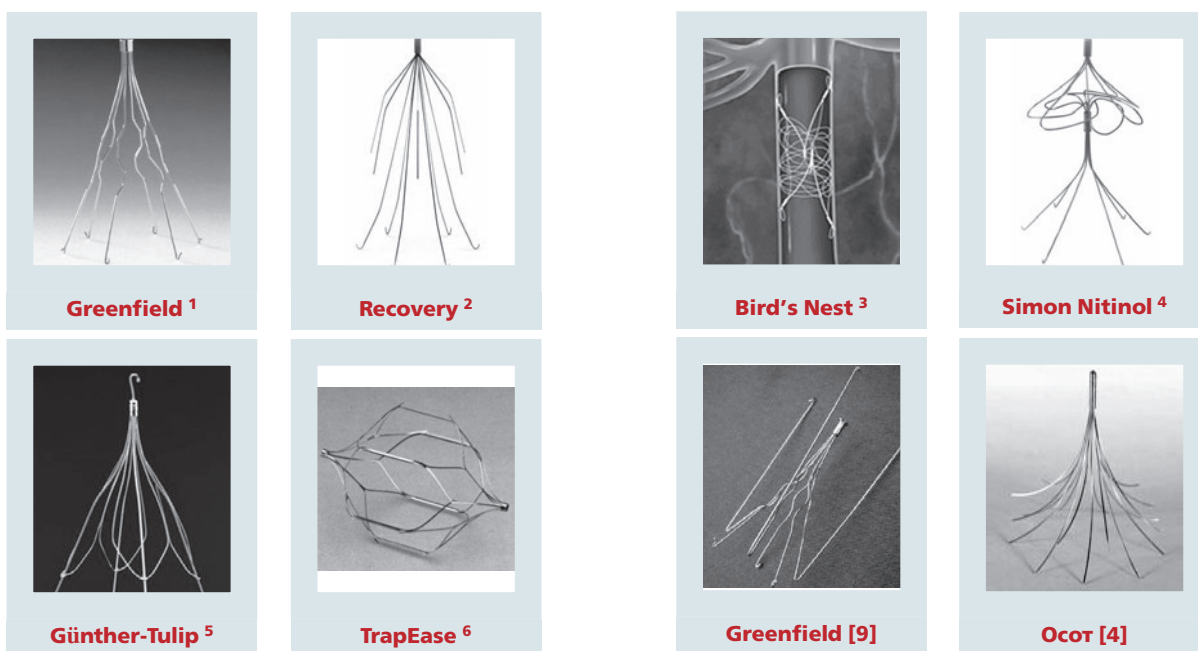 Greenfield ¹
Recovery ²
Bird's Nest ³
Simon Nitinol ⁴
Günther-Tulip ⁵
TrapEase ⁶
Greenfield [9]
Осот [4]